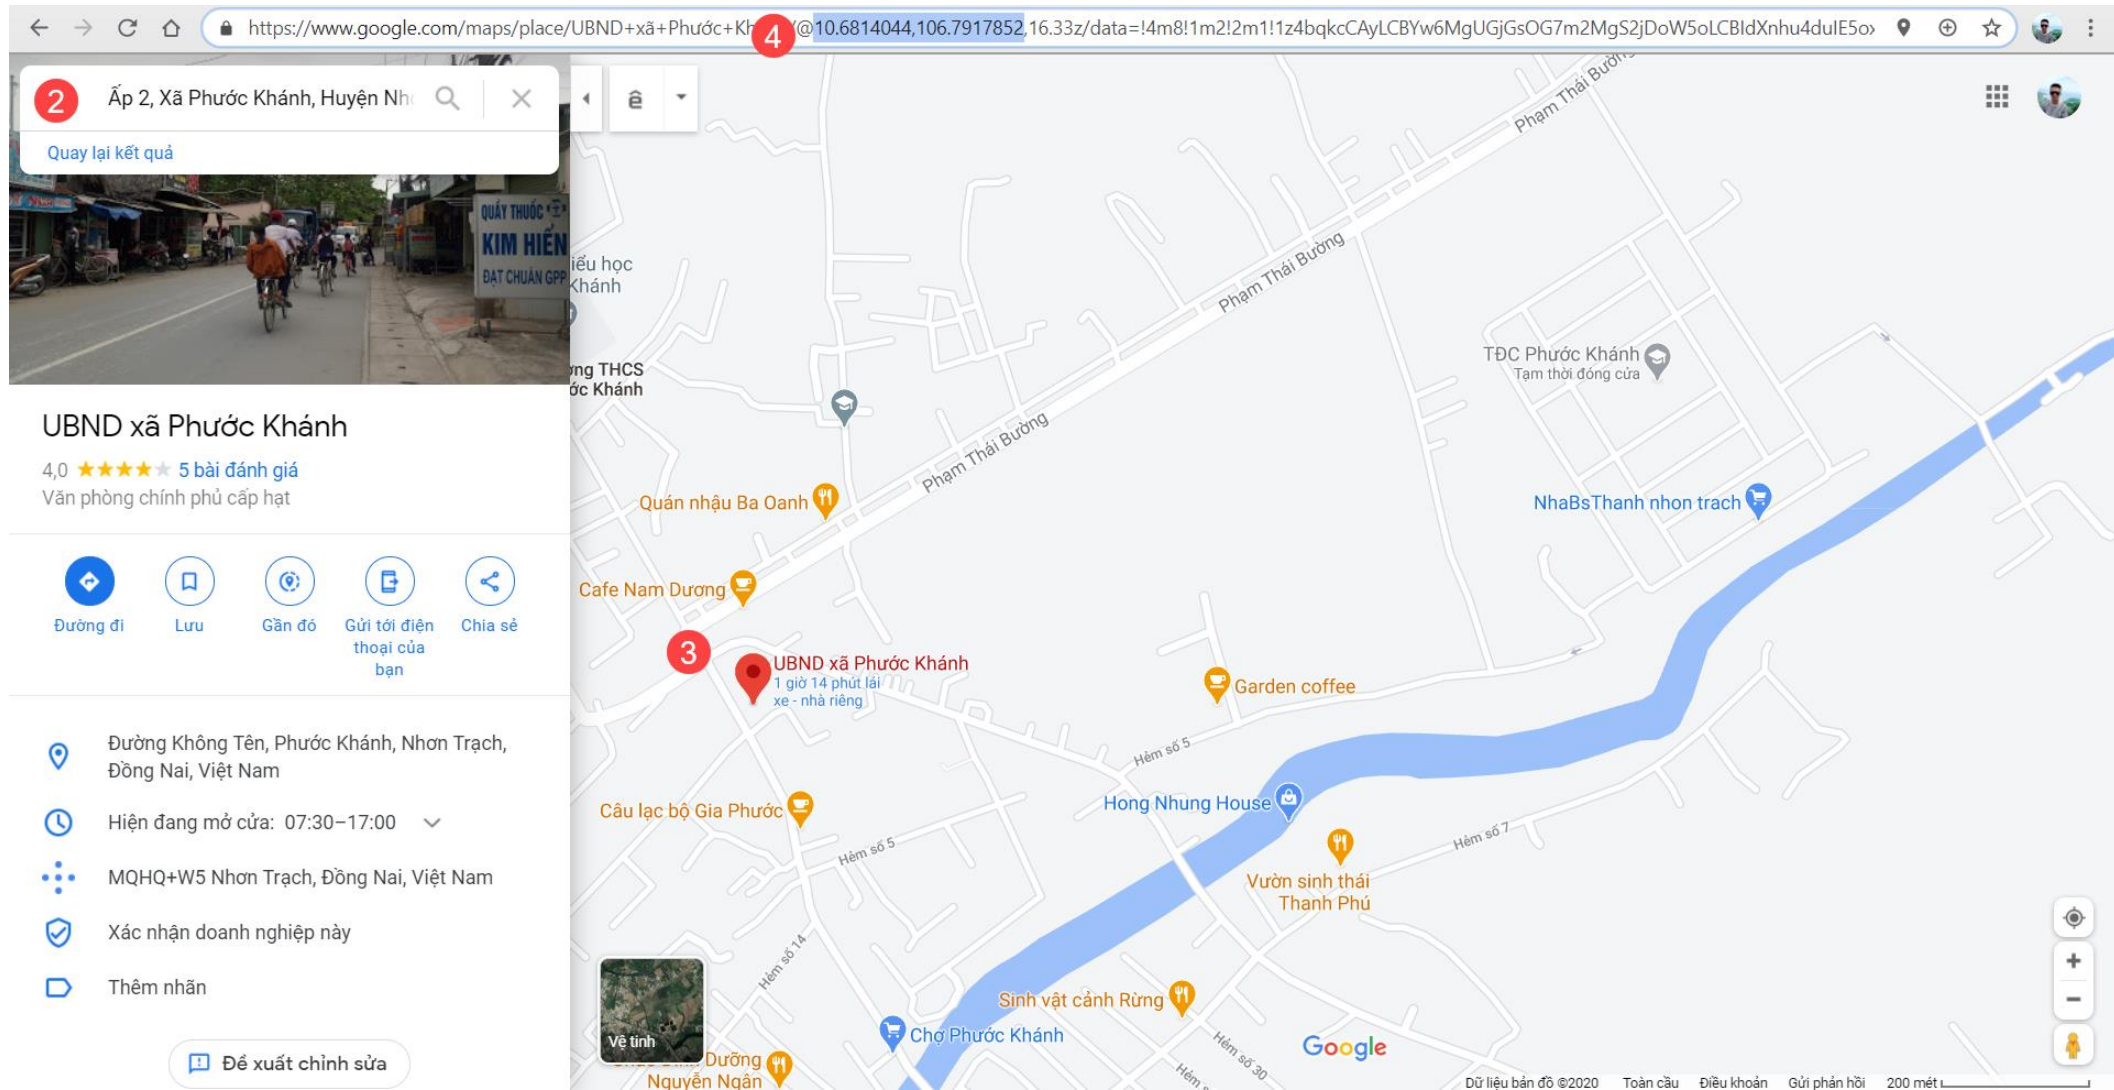 https://www.google.com/maps/place/UBND+xã+Phước+Kh
4
/@10.6814044,106.7917852,16.33z/data=!4m8!1m2!2m1!1z4bqkcCAyLCBYw6MgUGjGsOG7m2MgS2jDoW5oLCBIdXnhu4duIE5o
2
Ấp 2, Xã Phước Khánh, Huyện Nh
Quay lại kết quả
ê
QUẦY THUỐC
KIM HIỀN
ĐẠT CHUẨN GPP
UBND xã Phước Khánh
4,0
5 bài đánh giá
Văn phòng chính phủ cấp hạt
Đường đi
Lưu
Gần đó
Gửi tới điện
thoại của
bạn
Chia sẻ
Đường Không Tên, Phước Khánh, Nhơn Trạch,
Đồng Nai, Việt Nam
Hiện đang mở cửa: 07:30–17:00
MQHQ+W5 Nhơn Trạch, Đồng Nai, Việt Nam
Xác nhận doanh nghiệp này
Thêm nhãn
Đề xuất chỉnh sửa
Phạm Thái Bường
Phạm Thái Bường
Phạm Thái Bường
iểu học
Khánh
ng THCS
ớc Khánh
TĐC Phước Khánh
Tạm thời đóng cửa
Quán nhậu Ba Oanh
NhaBsThanh nhon trach
Cafe Nam Dương
3
UBND xã Phước Khánh
1 giờ 14 phút lái
xe - nhà riêng
Garden coffee
Hẻm số 5
Câu lạc bộ Gia Phước
Hong Nhung House
Hẻm số 5
Hẻm số 7
Vườn sinh thái
Thanh Phú
Hẻm số 14
Sinh vật cảnh Rừng
Chợ Phước Khánh
Hẻm số 30
Hẻm
Vệ tinh
Dưỡng
Nguyễn Ngân
Google
Dữ liệu bản đồ ©2020
Toàn cầu
Điều khoản
Gửi phản hồi
200 mét